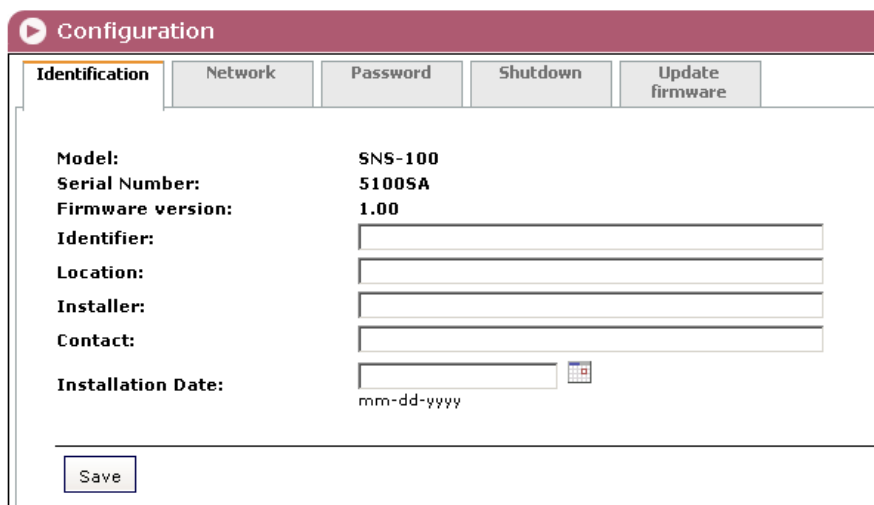 Configuration
Identification Network Password Shutdown Update firmware
Model: SNS-100
Serial Number: 5100SA
Firmware version: 1.00
Identifier:
Location:
Installer:
Contact:
Installation Date:
mm-dd-yyyy
Save